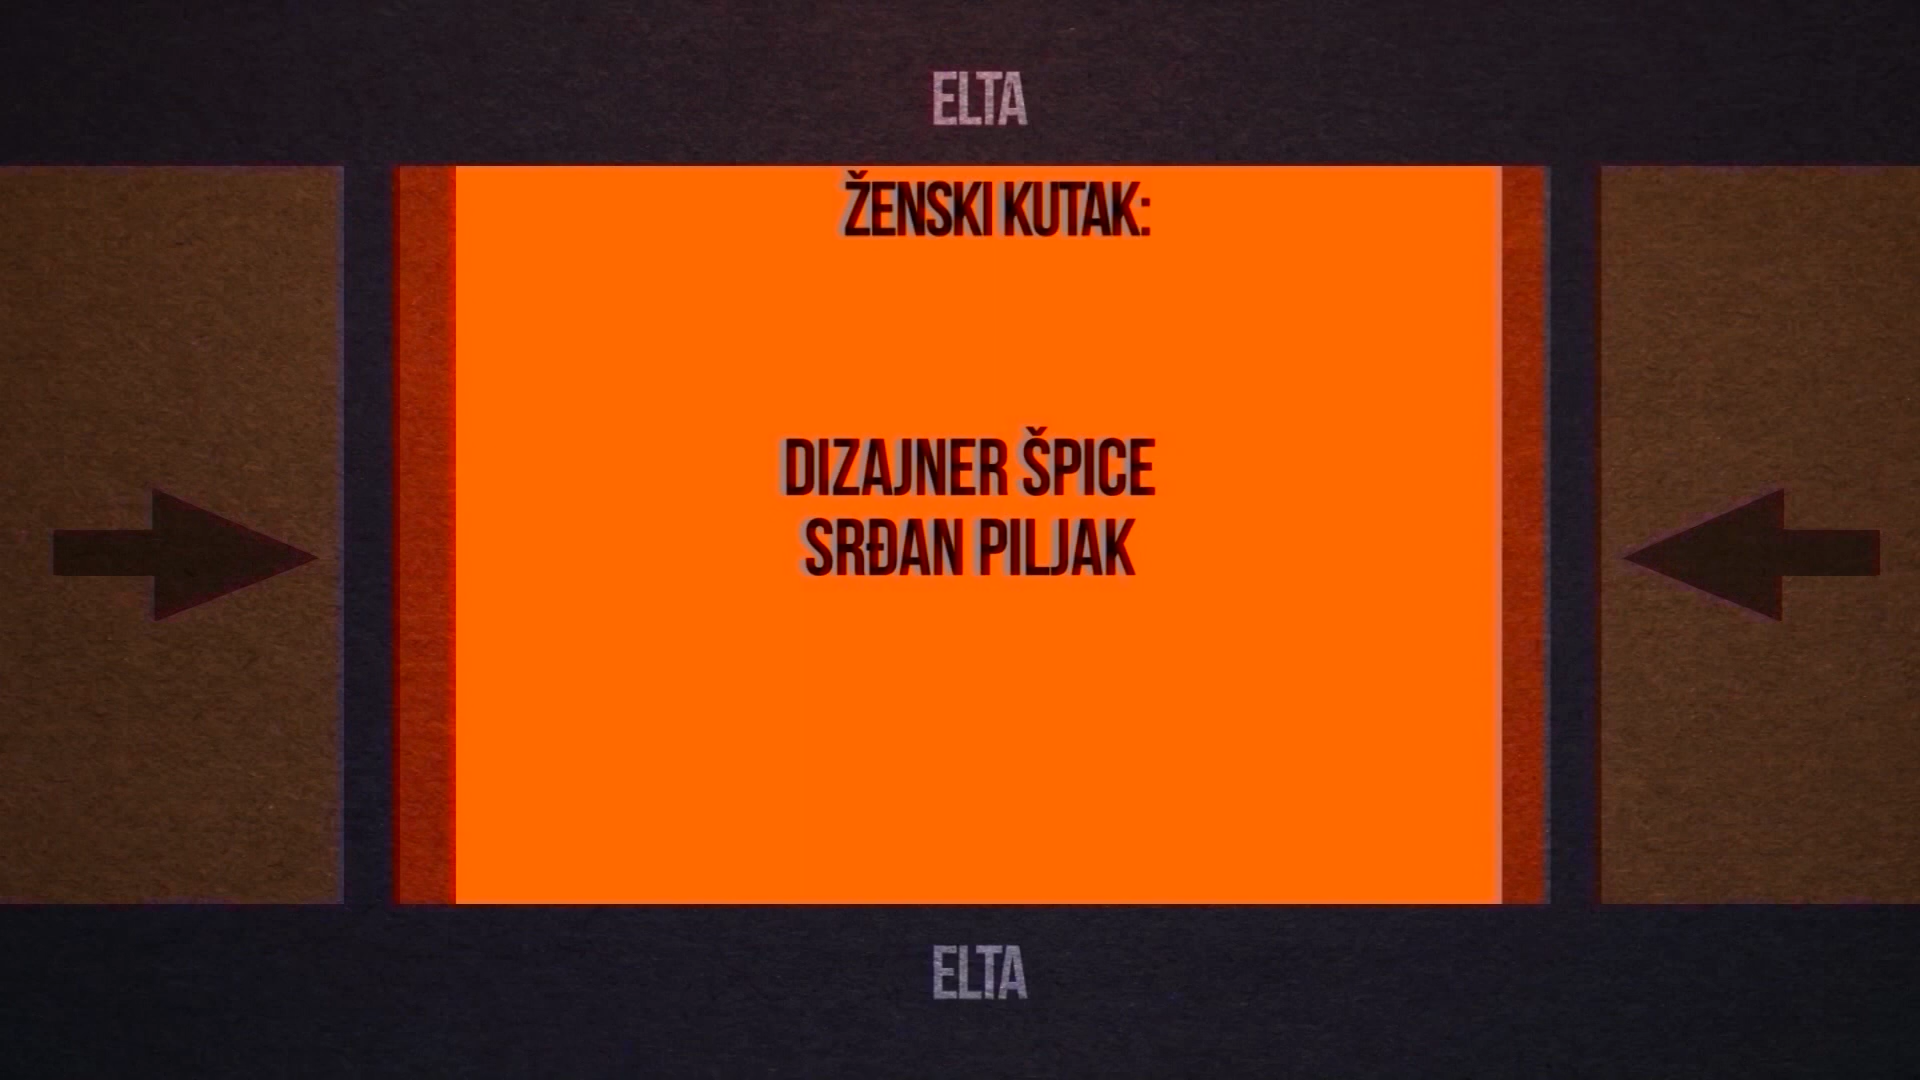 ELTA
ŽENSKI KUTAK:
DIZAJNER ŠPICE
SRĐAN PILJAK
ELTA